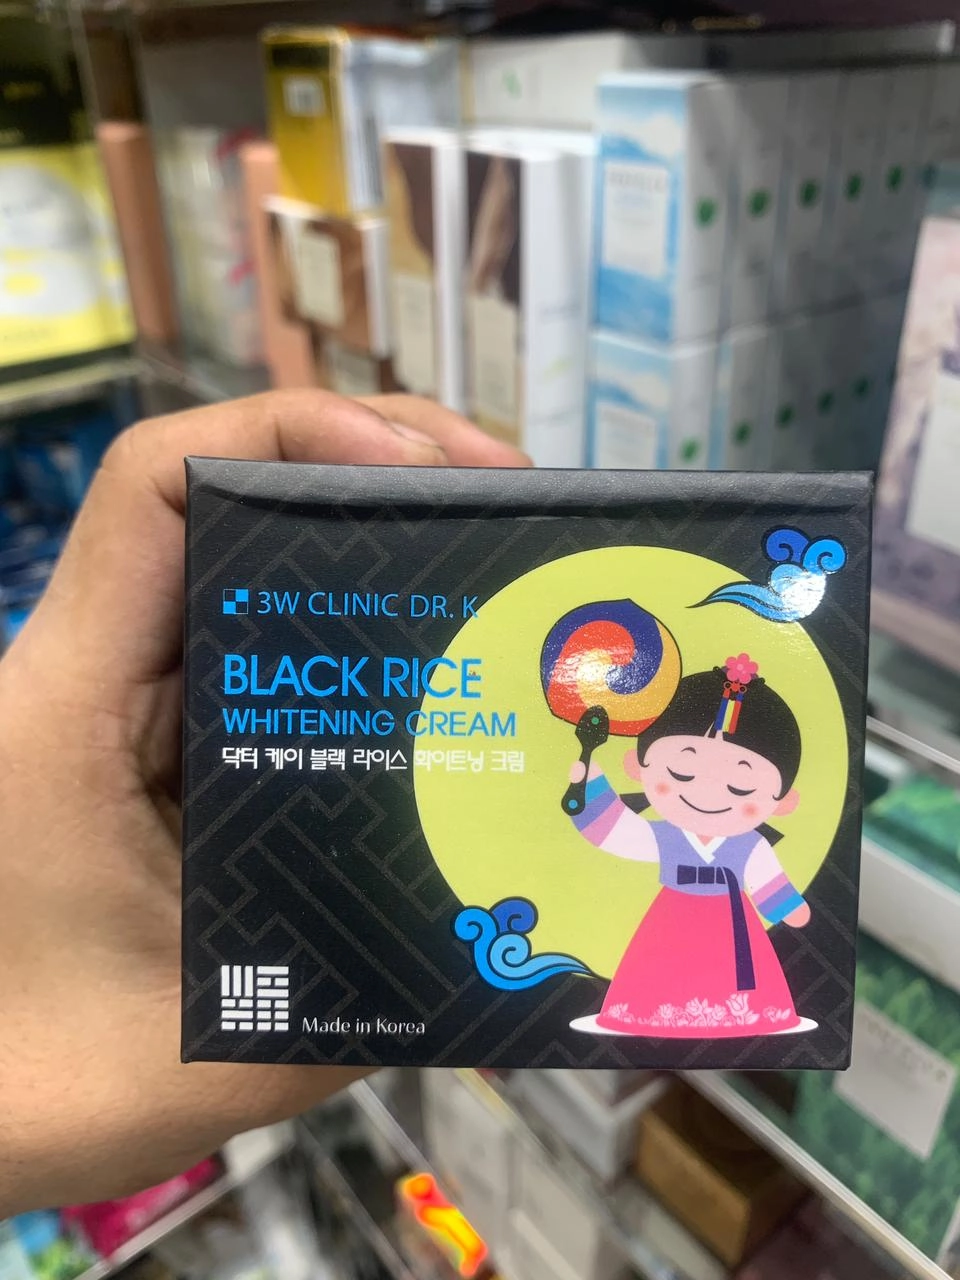 3W CLINIC DR. K
BLACK RICE
WHITENING CREAM
닥터 케이 블랙 라이스 화이트닝 크림
Made in Korea